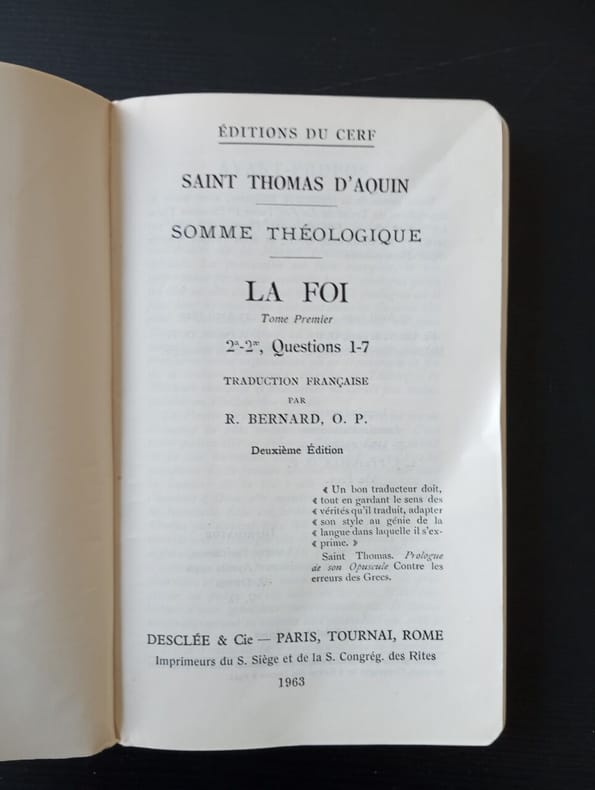 ÉDITIONS DU CERF
SAINT THOMAS D'AQUIN
SOMME THÉOLOGIQUE
LA FOI
Tome Premier
2ª-2æ, Questions 1-7
TRADUCTION FRANÇAISE
PAR
R. BERNARD, O. P.
Deuxième Édition
« Un bon traducteur doit,
« tout en gardant le sens des
« vérités qu'il traduit, adapter
« son style au génie de la
« langue dans laquelle il s'ex-
« prime. »
Saint Thomas. Prologue
de son Opuscule Contre les
erreurs des Grecs.
DESCLÉE & Cie — PARIS, TOURNAI, ROME
Imprimeurs du S. Siège et de la S. Congrég. des Rites
1963